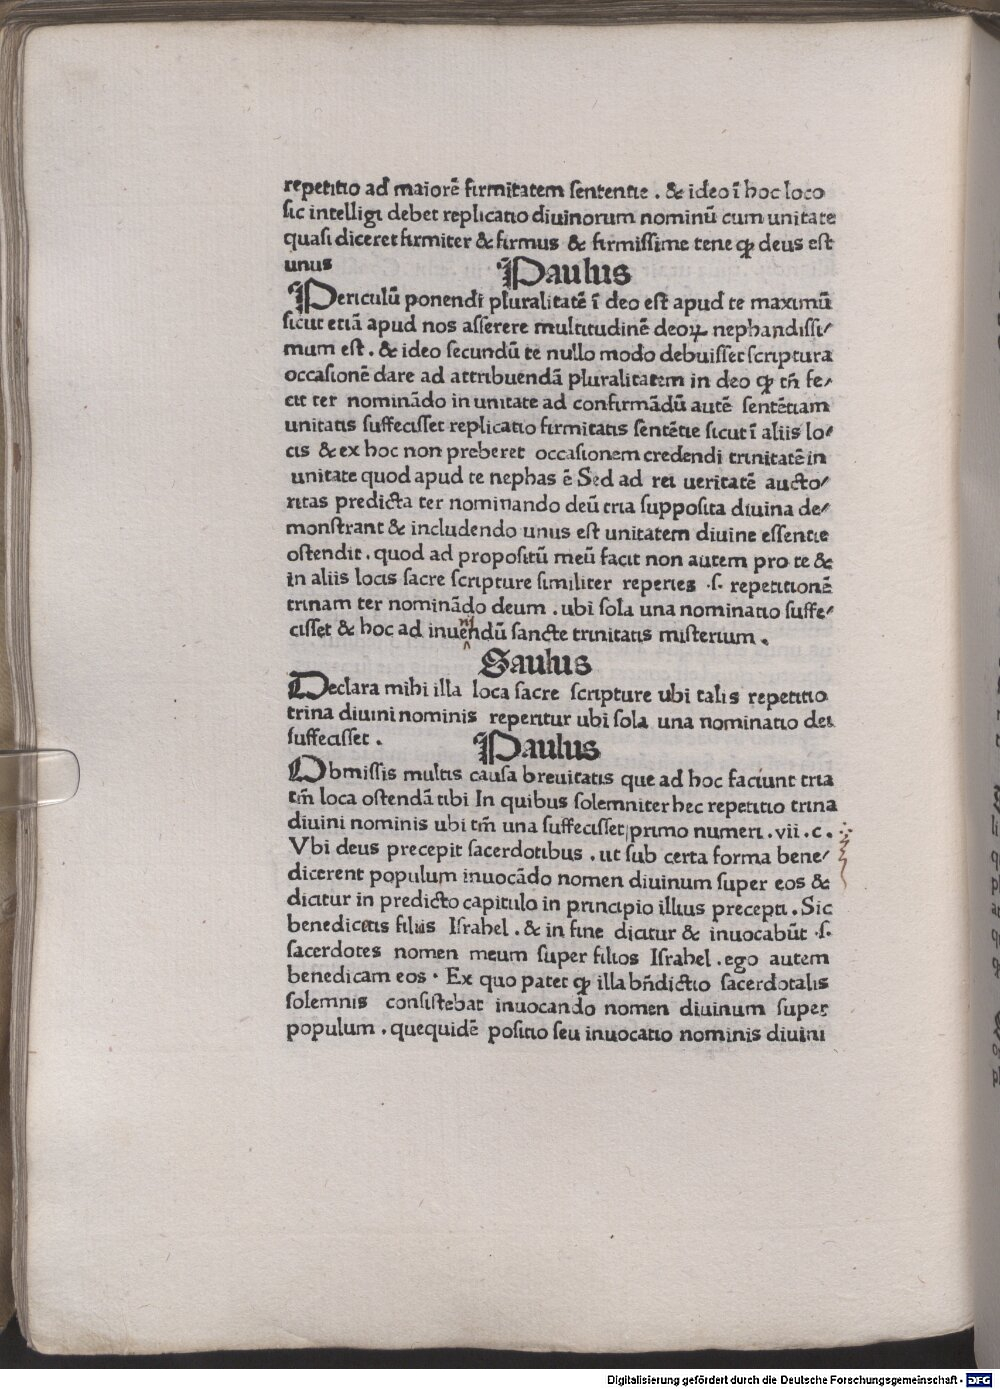 repetitio ad maiorē firmitatem sententie . & ideo ī hoc loco
sic intelligi debet replicatio diuinorum nominū cum unitate
quasi diceret firmiter & firmus & firmissime tene ꝙ deus est
unus Paulus
Periculū ponendi pluralitatē ī deo est apud te maximū
sicut etiā apud nos asserere multitudinē deoꝝ nephandissi/
mum est . & ideo secundū te nullo modo debuisset scriptura
occasionē dare ad attribuendā pluralitatem in deo ꝙ tn̄ fe/
cit ter nominādo in unitate ad confirmādū autē sentētiam
unitatis suffecisset replicatio firmitatis sentētie sicut ī aliis lo/
cis & ex hoc non preberet occasionem credendi trinitatē in
unitate quod apud te nephas ē Sed ad rei ueritatē aucto/
ritas predicta ter nominando deū tria supposita diuina de/
monstrant & includendo unus est unitatem diuine essentie
ostendit . quod ad propositū meū facit non autem pro te &
in aliis locis sacre scripture similiter reperies .s. repetitionē
trinam ter nominādo deum . ubi sola una nominatio suffe/
cisset & hoc ad inuendū sancte trinitatis misterium .
Saulus
Declara mihi illa loca sacre scripture ubi talis repetitio
trina diuini nominis reperitur ubi sola una nominatio dei
suffecisset . Paulus
Obmissis multis causa breuitatis que ad hoc faciunt tria
tm̄ loca ostendā tibi In quibus solemniter hec repetitio trina
diuini nominis ubi tm̄ una suffecisset primo numeri .vii .c .
Vbi deus precepit sacerdotibus . ut sub certa forma bene/
dicerent populum inuocādo nomen diuinum super eos &
dicitur in predicto capitulo in principio illius precepti . Sic
benedicetis filiis Israhel . & in fine dicitur & inuocabūt .s.
sacerdotes nomen meum super filios Israhel . ego autem
benedicam eos . Ex quo patet ꝙ illa bn̄dictio sacerdotalis
solemnis consistebat inuocando nomen diuinum super
populum . quequidē positio seu inuocatio nominis diuini
Digitalisierung gefördert durch die Deutsche Forschungsgemeinschaft - DFG